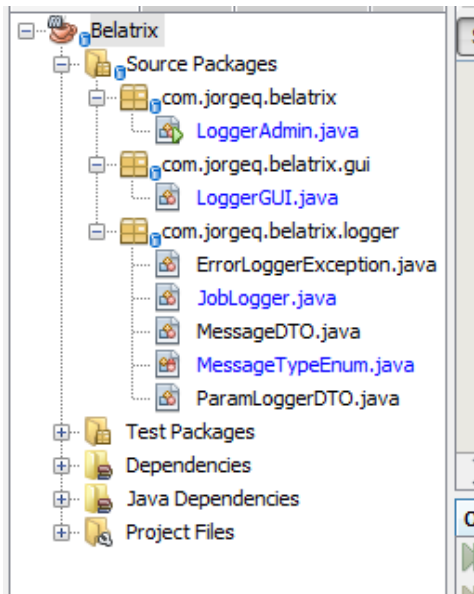 Belatrix
Source Packages
com.jorgeq.belatrix
LoggerAdmin.java
com.jorgeq.belatrix.gui
LoggerGUI.java
com.jorgeq.belatrix.logger
ErrorLoggerException.java
JobLogger.java
MessageDTO.java
MessageTypeEnum.java
ParamLoggerDTO.java
Test Packages
Dependencies
Java Dependencies
Project Files